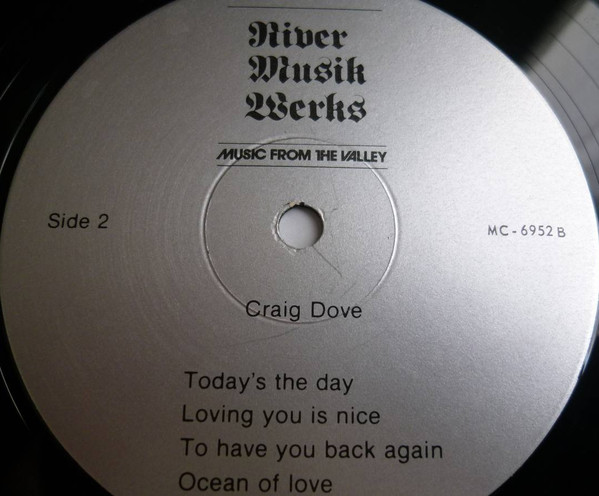 River
Musik
Werks
MUSIC FROM THE VALLEY
Side 2
MC-6952 B
Craig Dove
Today's the day
Loving you is nice
To have you back again
Ocean of love